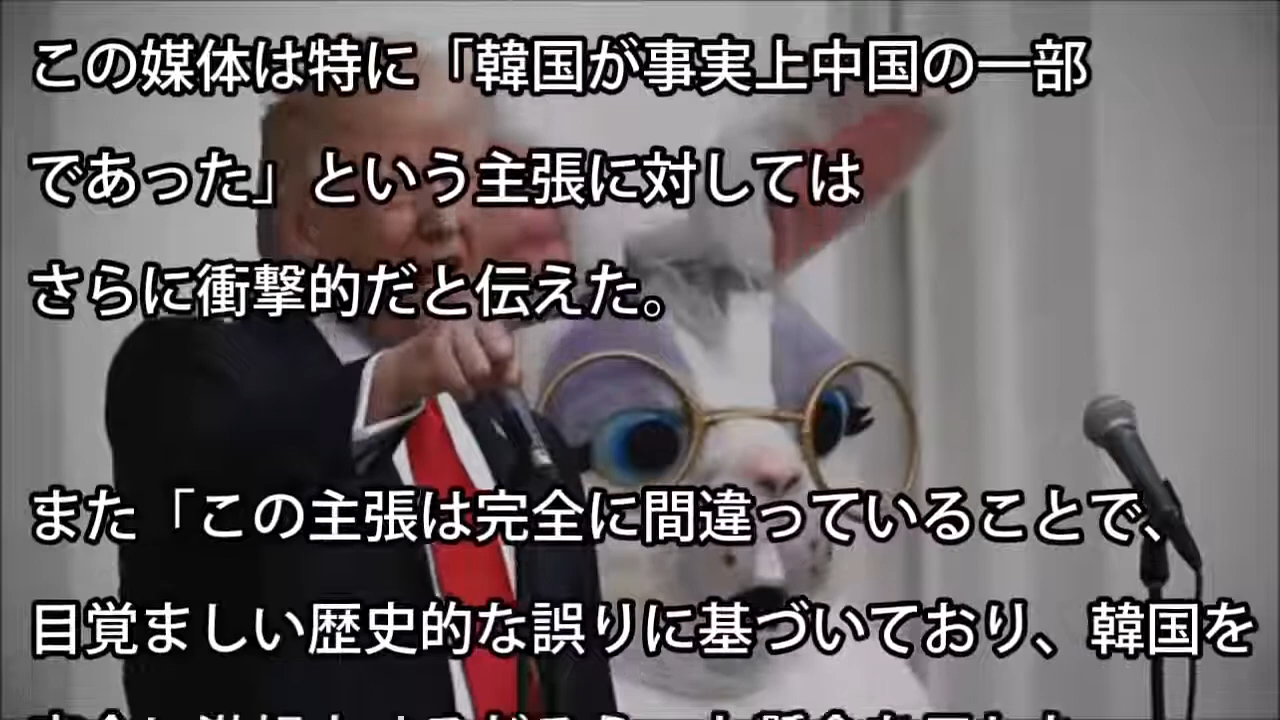 この媒体は特に「韓国が事実上中国の一部
であった」という主張に対しては
さらに衝撃的だと伝えた。
また「この主張は完全に間違っていることで、
目覚ましい歴史的な誤りに基づいており、韓国を